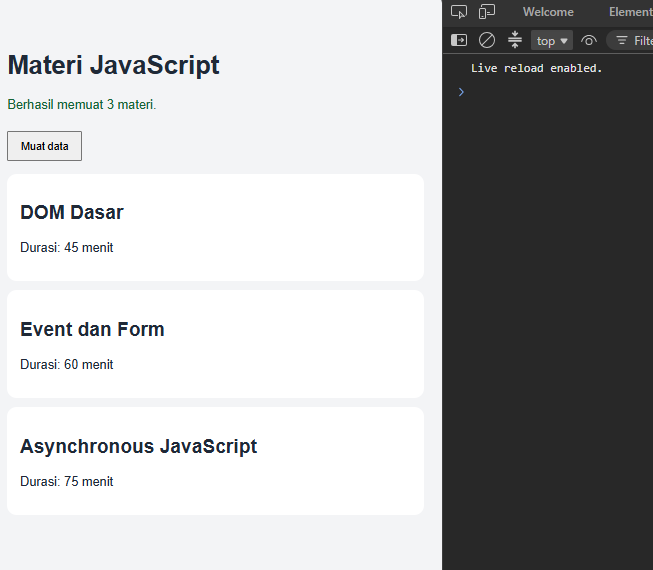 Materi JavaScript
Berhasil memuat 3 materi.
Muat data
DOM Dasar
Durasi: 45 menit
Event dan Form
Durasi: 60 menit
Asynchronous JavaScript
Durasi: 75 menit
Welcome Element
top Filte
Live reload enabled.